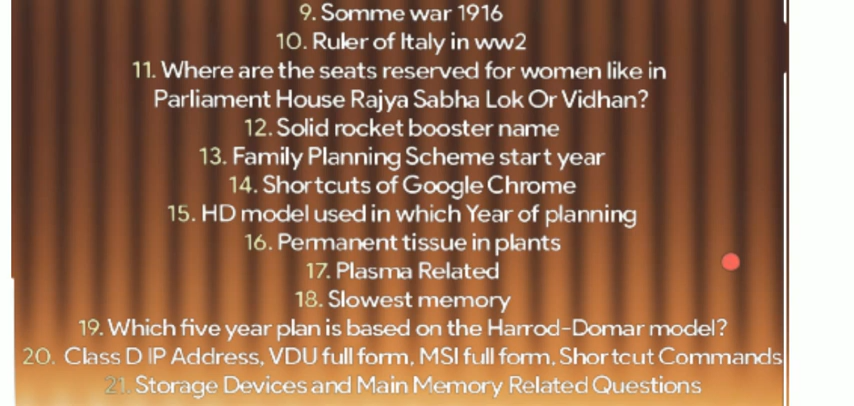 9. Somme war 1916
10. Ruler of Italy in ww2
11. Where are the seats reserved for women like in
Parliament House Rajya Sabha Lok Or Vidhan?
12. Solid rocket booster name
13. Family Planning Scheme start year
14. Shortcuts of Google Chrome
15. HD model used in which Year of planning
16. Permanent tissue in plants
17. Plasma Related
18. Slowest memory
19. Which five year plan is based on the Harrod-Domar model?
20. Class D IP Address, VDU full form, MSI full form, Shortcut Commands
21. Storage Devices and Main Memory Related Questions